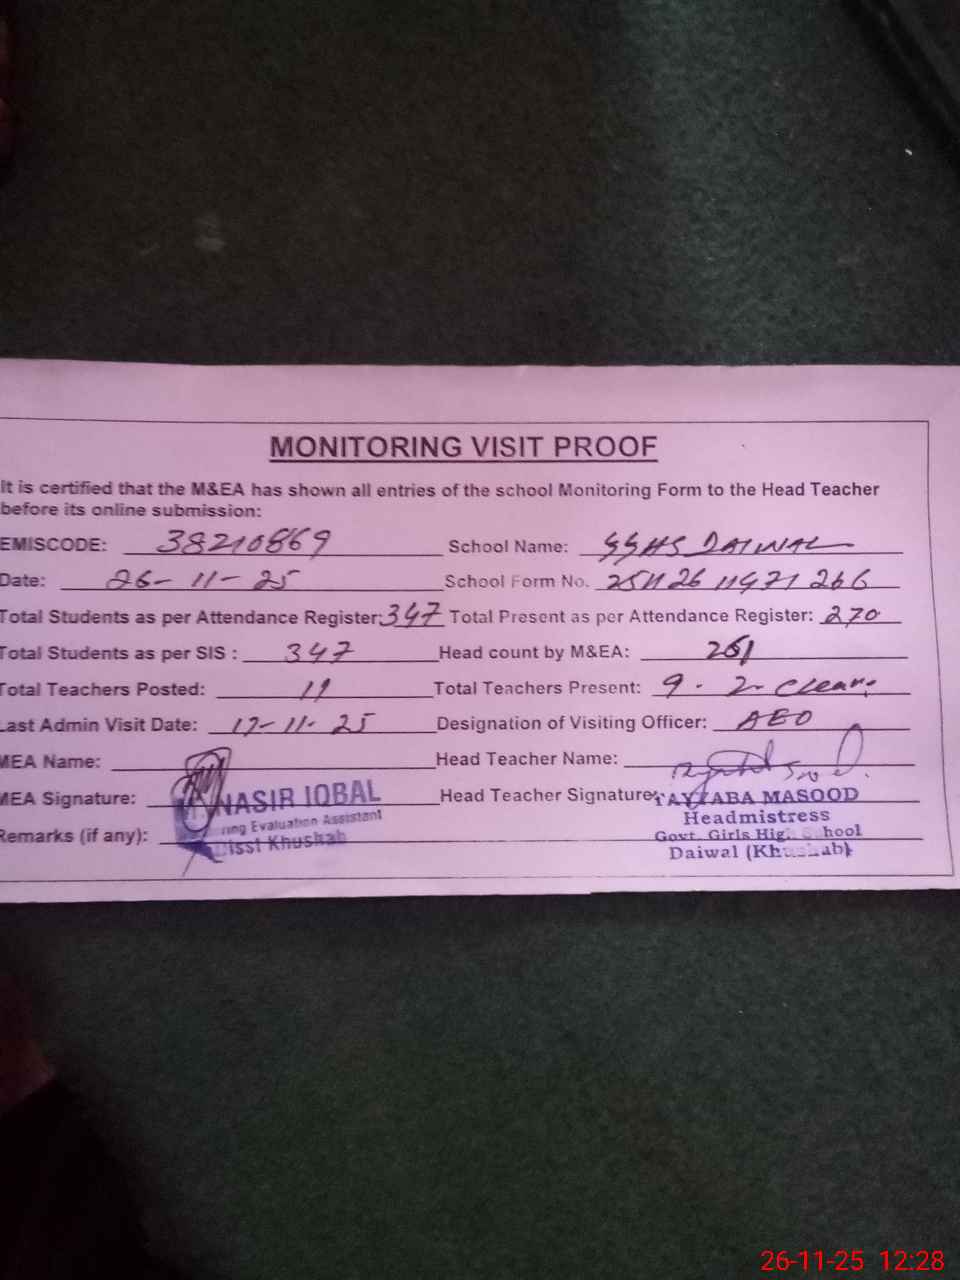 MONITORING VISIT PROOF
It is certified that the M&EA has shown all entries of the school Monitoring Form to the Head Teacher
before its online submission:
EMISCODE: 38210869 School Name: GGHS DAIWAL
Date: 26-11-25 School Form No. 251126 11471 266
Total Students as per Attendance Register: 347 Total Present as per Attendance Register: 270
Total Students as per SIS : 347 Head count by M&EA: 261
Total Teachers Posted: 11 Total Teachers Present: 9 - 2- Clear.
Last Admin Visit Date: 17-11-25 Designation of Visiting Officer: AEO
MEA Name: Head Teacher Name:
MEA Signature: NASIR IQBAL Head Teacher Signature: TAYYABA MASOOD
Evaluation Assistant Headmistress
Remarks (if any): Disst Khushab Govt. Girls High School
Daiwal (Khushab)
26-11-25 12:28